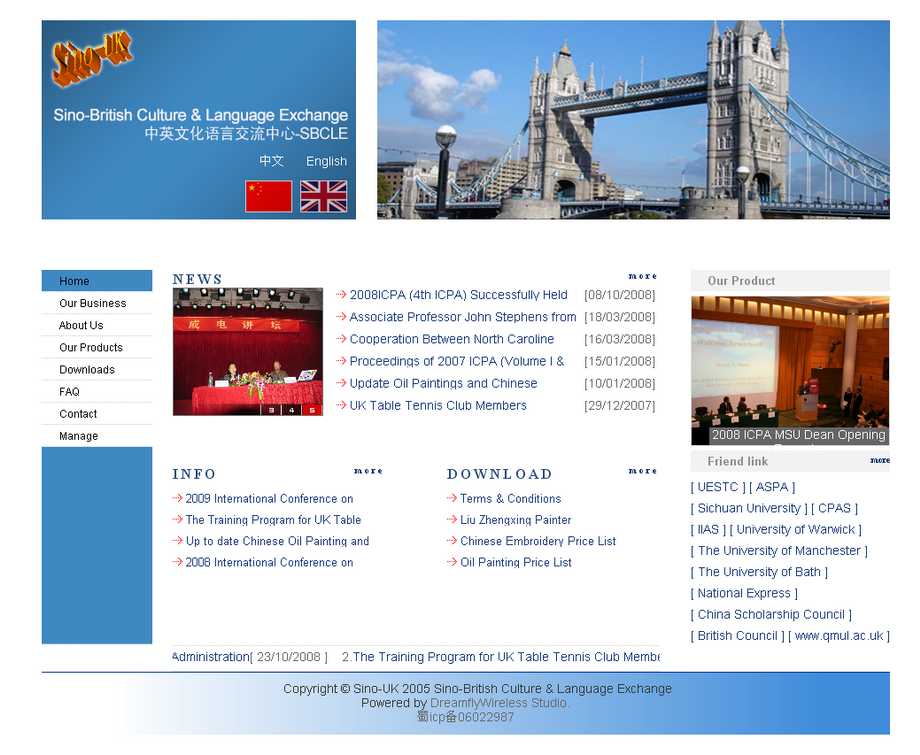 Sino-UK
Sino-British Culture & Language Exchange
中英文化语言交流中心-SBCLE
中文 English
Home
Our Business
About Us
Our Products
Downloads
FAQ
Contact
Manage
NEWS
more
成 电 讲 坛
3 4 5
2008ICPA (4th ICPA) Successfully Held [08/10/2008]
Associate Professor John Stephens from [18/03/2008]
Cooperation Between North Caroline [16/03/2008]
Proceedings of 2007 ICPA (Volume I & [15/01/2008]
Update Oil Paintings and Chinese [10/01/2008]
UK Table Tennis Club Members [29/12/2007]
INFO
more
2009 International Conference on
The Training Program for UK Table
Up to date Chinese Oil Painting and
2008 International Conference on
DOWNLOAD
more
Terms & Conditions
Liu Zhengxing Painter
Chinese Embroidery Price List
Oil Painting Price List
Our Product
2008 ICPA MSU Dean Opening
Friend link
more
[ UESTC ] [ ASPA ]
[ Sichuan University ] [ CPAS ]
[ IIAS ] [ University of Warwick ]
[ The University of Manchester ]
[ The University of Bath ]
[ National Express ]
[ China Scholarship Council ]
[ British Council ] [ www.qmul.ac.uk ]
Administration[ 23/10/2008 ] 2.The Training Program for UK Table Tennis Club Membe
Copyright © Sino-UK 2005 Sino-British Culture & Language Exchange
Powered by DreamflyWireless Studio.
蜀icp备06022987